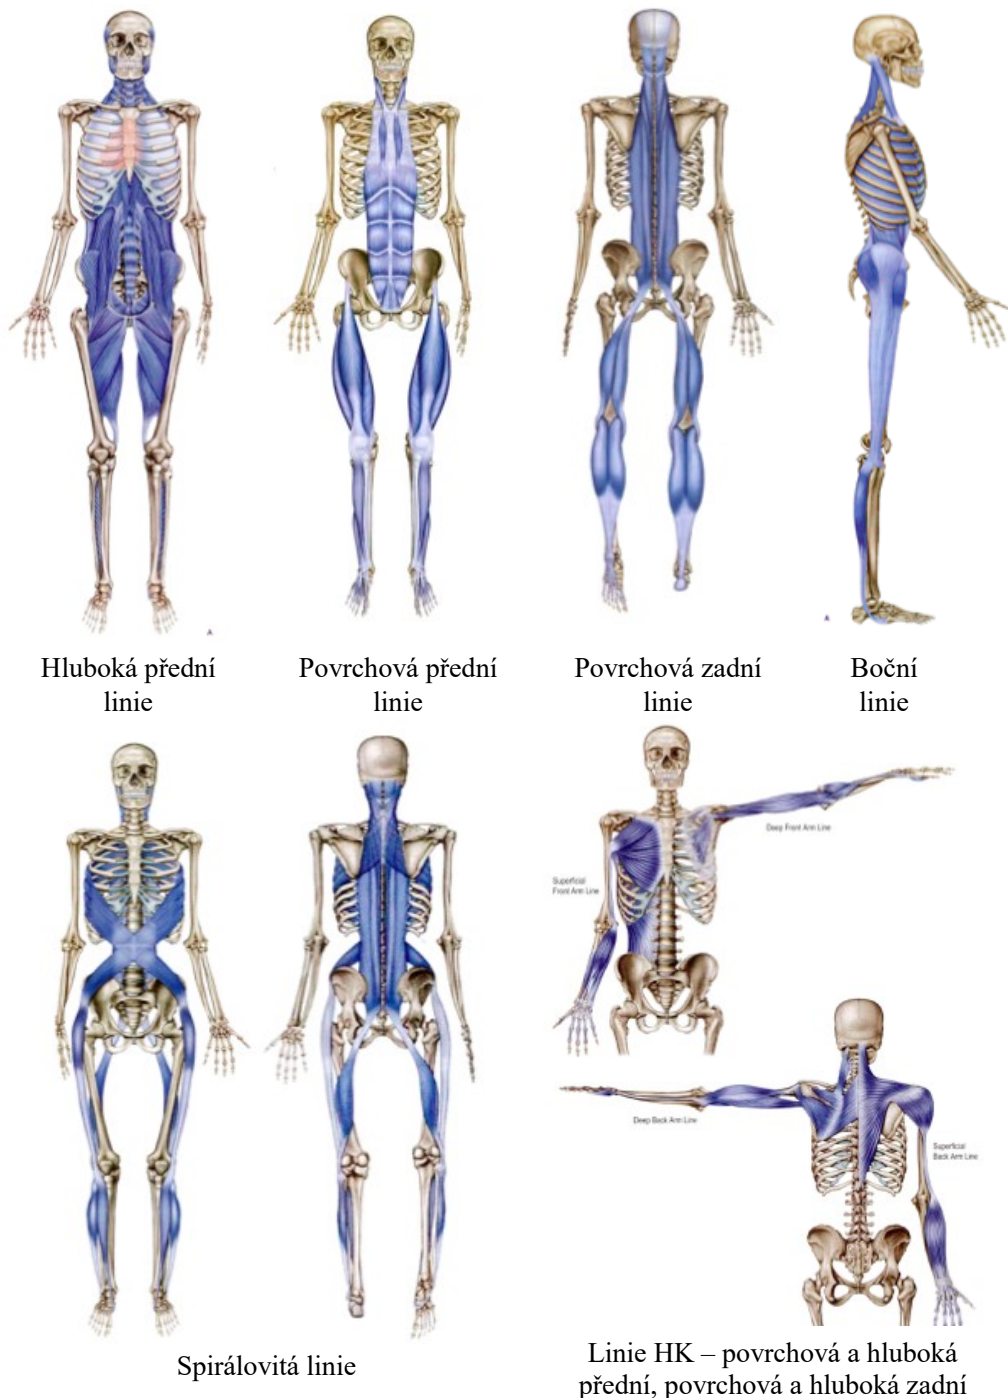 A
A
Hluboká přední
linie
Povrchová přední
linie
Povrchová zadní
linie
Boční
linie
Deep Front Arm Line
Superficial
Front Arm Line
Deep Back Arm Line
Superficial
Back Arm Line
Spirálovitá linie
Linie HK – povrchová a hluboká
přední, povrchová a hluboká zadní